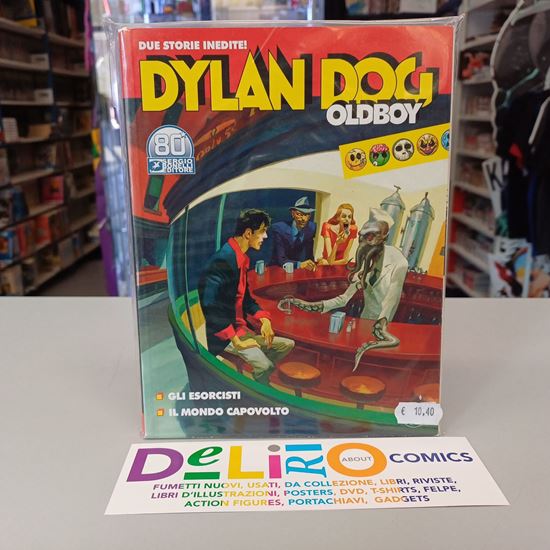 DUE STORIE INEDITE!
DYLAN DOG
OLDBOY
80
SERGIO
BONELLI
EDITORE
GLI ESORCISTI
IL MONDO CAPOVOLTO
€ 10,40
DeLiRiO
ABOUT
COMICS
FUMETTI NUOVI, USATI, DA COLLEZIONE, LIBRI, RIVISTE,
LIBRI D'ILLUSTRAZIONI, POSTERS, DVD, T-SHIRTS, FELPE,
ACTION FIGURES, PORTACHIAVI, GADGETS